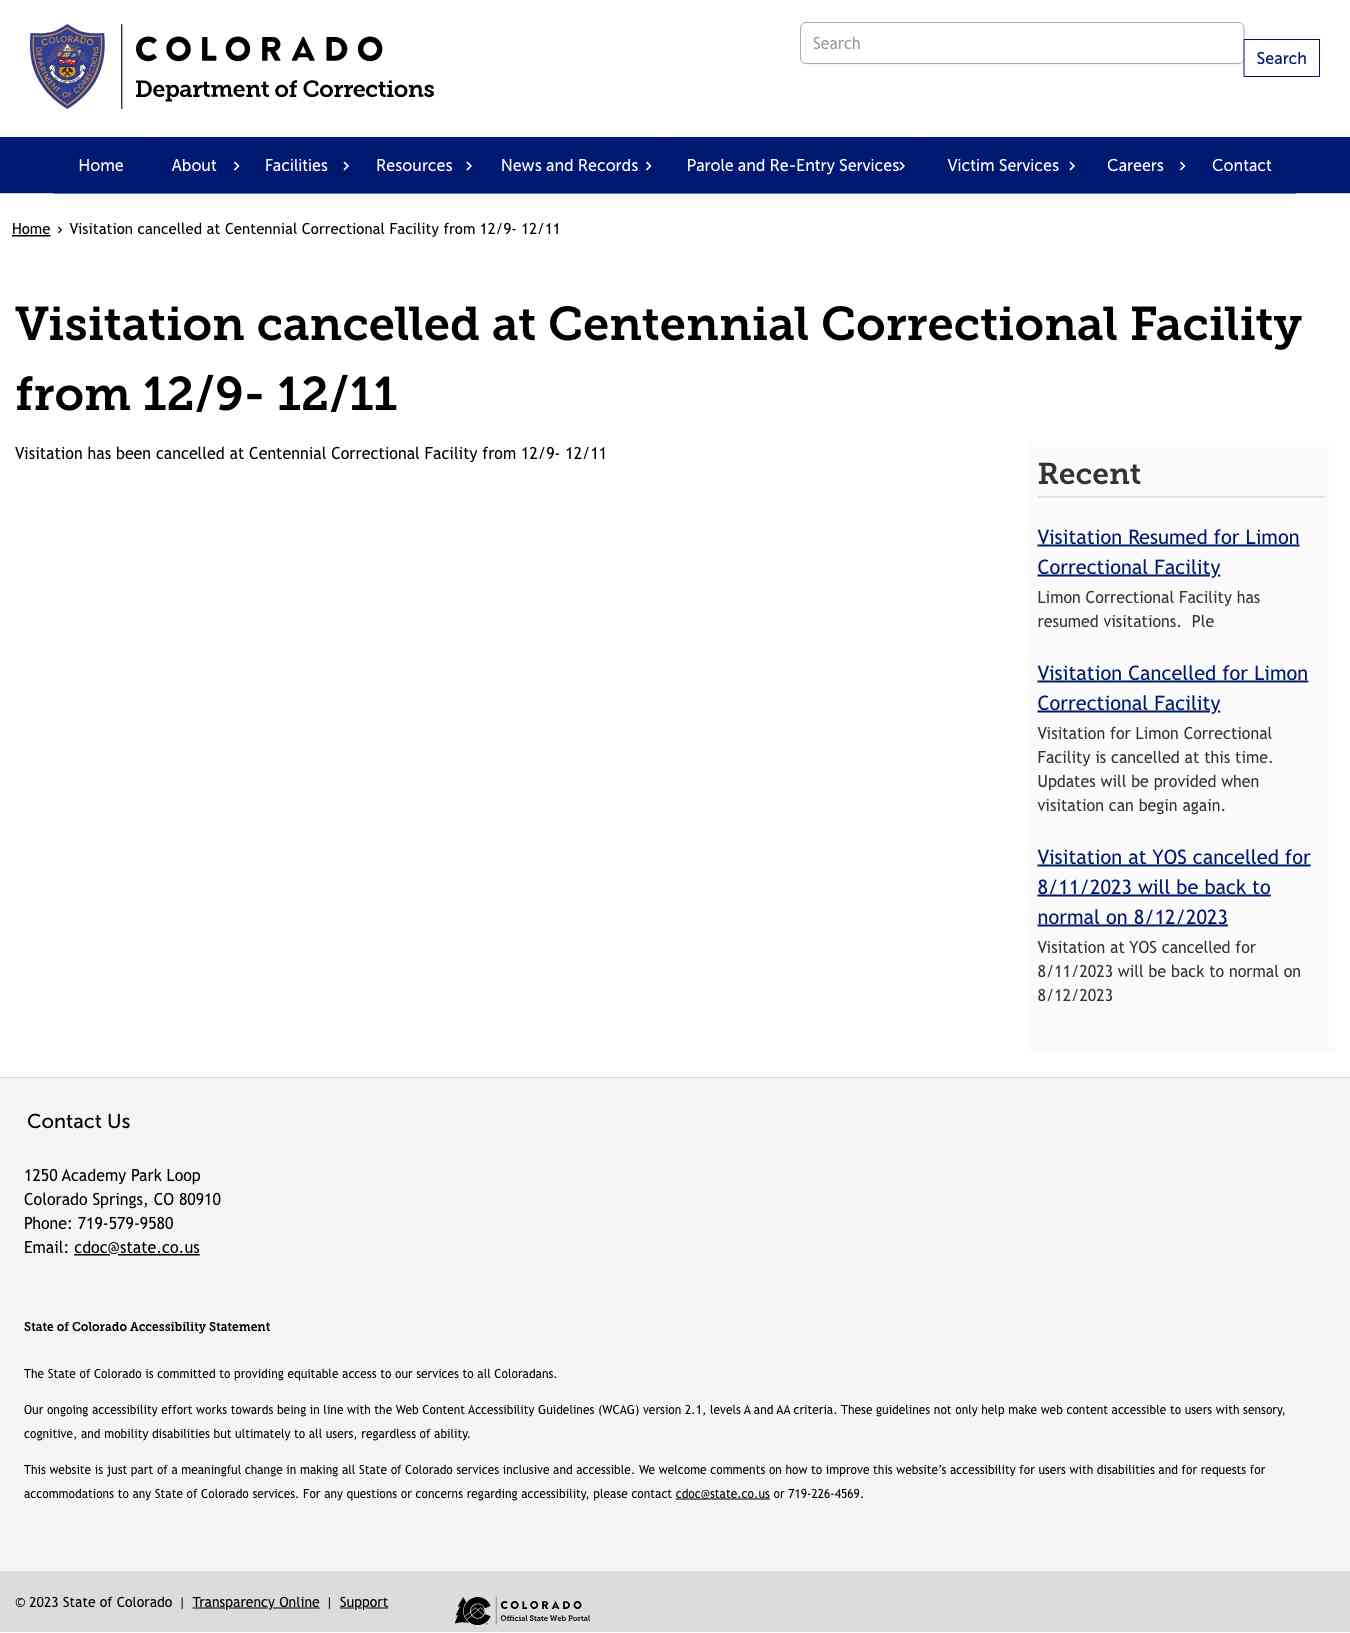 COLORADO
DEPARTMENT OF CORRECTIONS
COLORADO
Department of Corrections
Search
Search
Home About Facilities Resources News and Records Parole and Re-Entry Services Victim Services Careers Contact
Home › Visitation cancelled at Centennial Correctional Facility from 12/9- 12/11
Visitation cancelled at Centennial Correctional Facility
from 12/9- 12/11
Visitation has been cancelled at Centennial Correctional Facility from 12/9- 12/11
Recent
Visitation Resumed for Limon
Correctional Facility
Limon Correctional Facility has
resumed visitations.  Ple
Visitation Cancelled for Limon
Correctional Facility
Visitation for Limon Correctional
Facility is cancelled at this time.
Updates will be provided when
visitation can begin again.
Visitation at YOS cancelled for
8/11/2023 will be back to
normal on 8/12/2023
Visitation at YOS cancelled for
8/11/2023 will be back to normal on
8/12/2023
Contact Us
1250 Academy Park Loop
Colorado Springs, CO 80910
Phone: 719-579-9580
Email: cdoc@state.co.us
State of Colorado Accessibility Statement
The State of Colorado is committed to providing equitable access to our services to all Coloradans.
Our ongoing accessibility effort works towards being in line with the Web Content Accessibility Guidelines (WCAG) version 2.1, levels A and AA criteria. These guidelines not only help make web content accessible to users with sensory,
cognitive, and mobility disabilities but ultimately to all users, regardless of ability.
This website is just part of a meaningful change in making all State of Colorado services inclusive and accessible. We welcome comments on how to improve this website’s accessibility for users with disabilities and for requests for
accommodations to any State of Colorado services. For any questions or concerns regarding accessibility, please contact cdoc@state.co.us or 719-226-4569.
© 2023 State of Colorado | Transparency Online | Support
COLORADO
Official State Web Portal